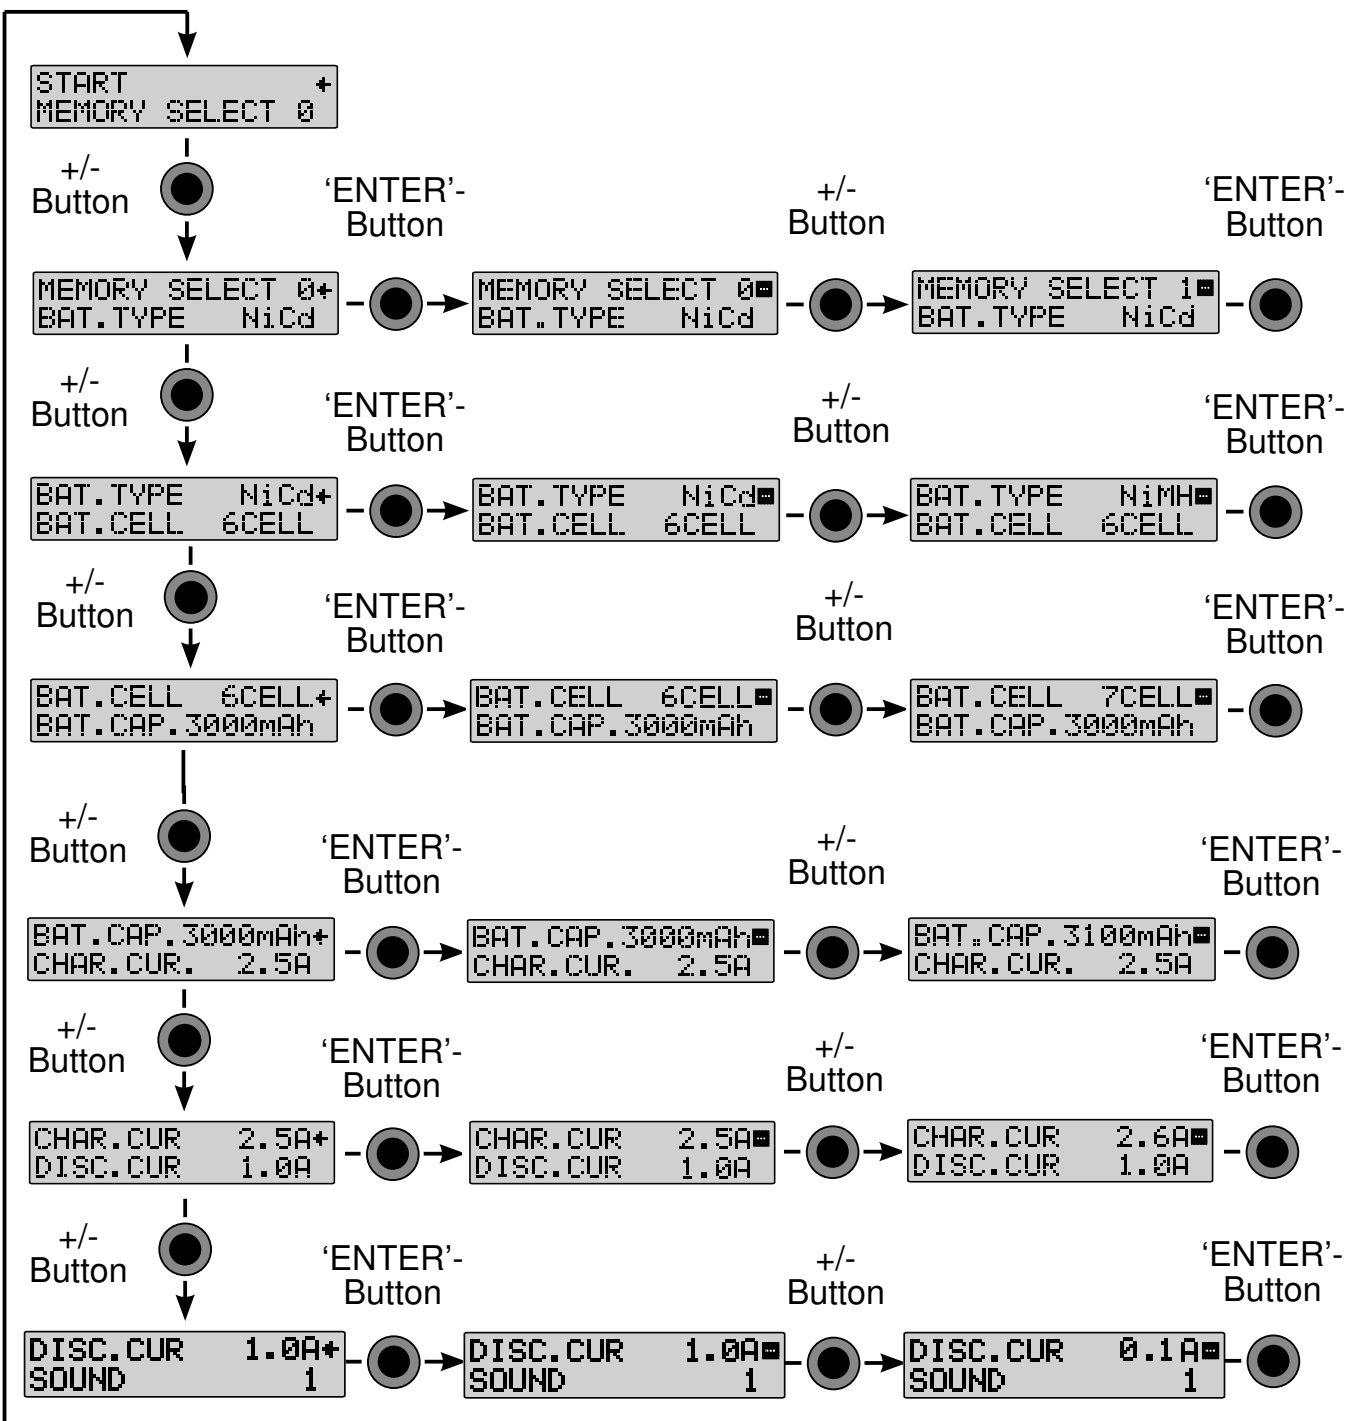 START ←
MEMORY SELECT 0
+/-
Button
'ENTER'-
Button
+/-
Button
'ENTER'-
Button
MEMORY SELECT 0←
BAT.TYPE NiCd
MEMORY SELECT 0
BAT.TYPE NiCd
MEMORY SELECT 1
BAT.TYPE NiCd
+/-
Button
'ENTER'-
Button
+/-
Button
'ENTER'-
Button
BAT.TYPE NiCd←
BAT.CELL 6CELL
BAT.TYPE NiCd
BAT.CELL 6CELL
BAT.TYPE NiMH
BAT.CELL 6CELL
+/-
Button
'ENTER'-
Button
+/-
Button
'ENTER'-
Button
BAT.CELL 6CELL←
BAT.CAP.3000mAh
BAT.CELL 6CELL
BAT.CAP.3000mAh
BAT.CELL 7CELL
BAT.CAP.3000mAh
+/-
Button
'ENTER'-
Button
+/-
Button
'ENTER'-
Button
BAT.CAP.3000mAh←
CHAR.CUR. 2.5A
BAT.CAP.3000mAh
CHAR.CUR. 2.5A
BAT.CAP.3100mAh
CHAR.CUR. 2.5A
+/-
Button
'ENTER'-
Button
+/-
Button
'ENTER'-
Button
CHAR.CUR 2.5A←
DISC.CUR 1.0A
CHAR.CUR 2.5A
DISC.CUR 1.0A
CHAR.CUR 2.6A
DISC.CUR 1.0A
+/-
Button
'ENTER'-
Button
+/-
Button
'ENTER'-
Button
DISC.CUR 1.0A←
SOUND 1
DISC.CUR 1.0A
SOUND 1
DISC.CUR 0.1A
SOUND 1